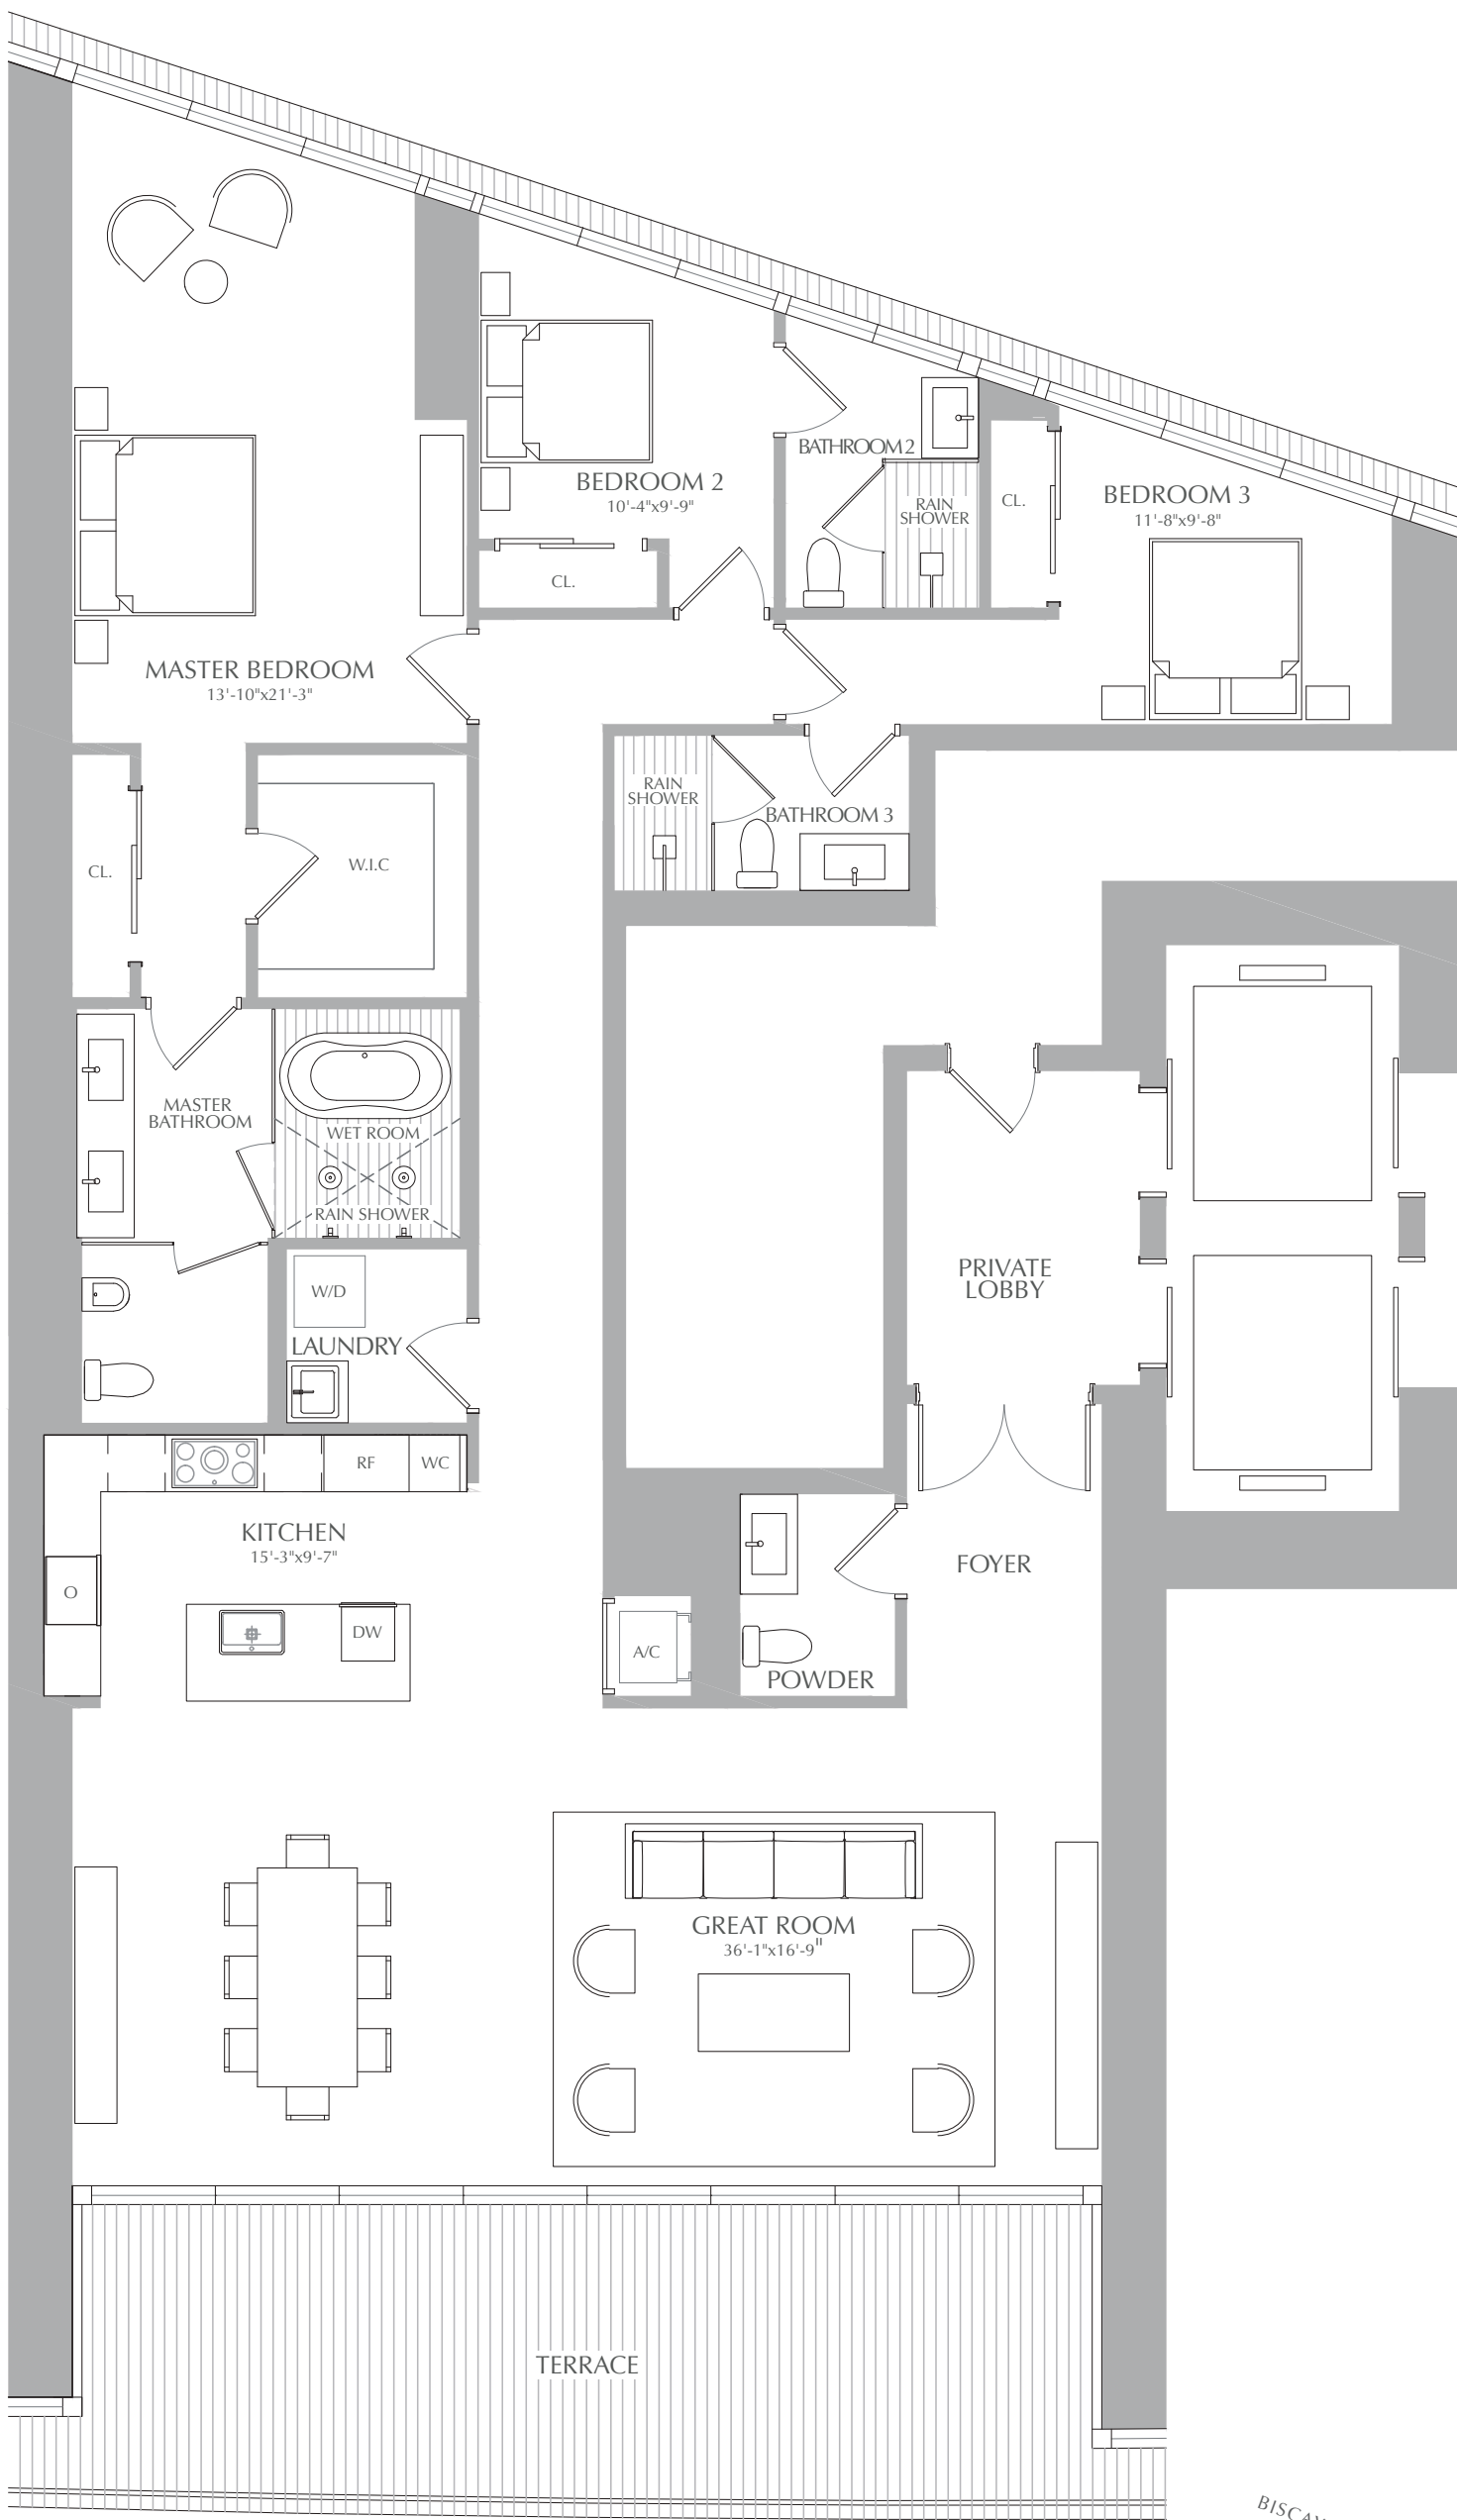 BATHROOM 2
BEDROOM 2
10'-4"x9'-9"
BEDROOM 3
11'-8"x9'-8"
CL.
RAIN
SHOWER
CL.
MASTER BEDROOM
13'-10"x21'-3"
RAIN
SHOWER
BATHROOM 3
CL.
W.I.C
MASTER
BATHROOM
WET ROOM
RAIN SHOWER
PRIVATE
LOBBY
W/D
LAUNDRY
RF
WC
KITCHEN
15'-3"x9'-7"
FOYER
O
DW
A/C
POWDER
GREAT ROOM
36'-1"x16'-9"
TERRACE